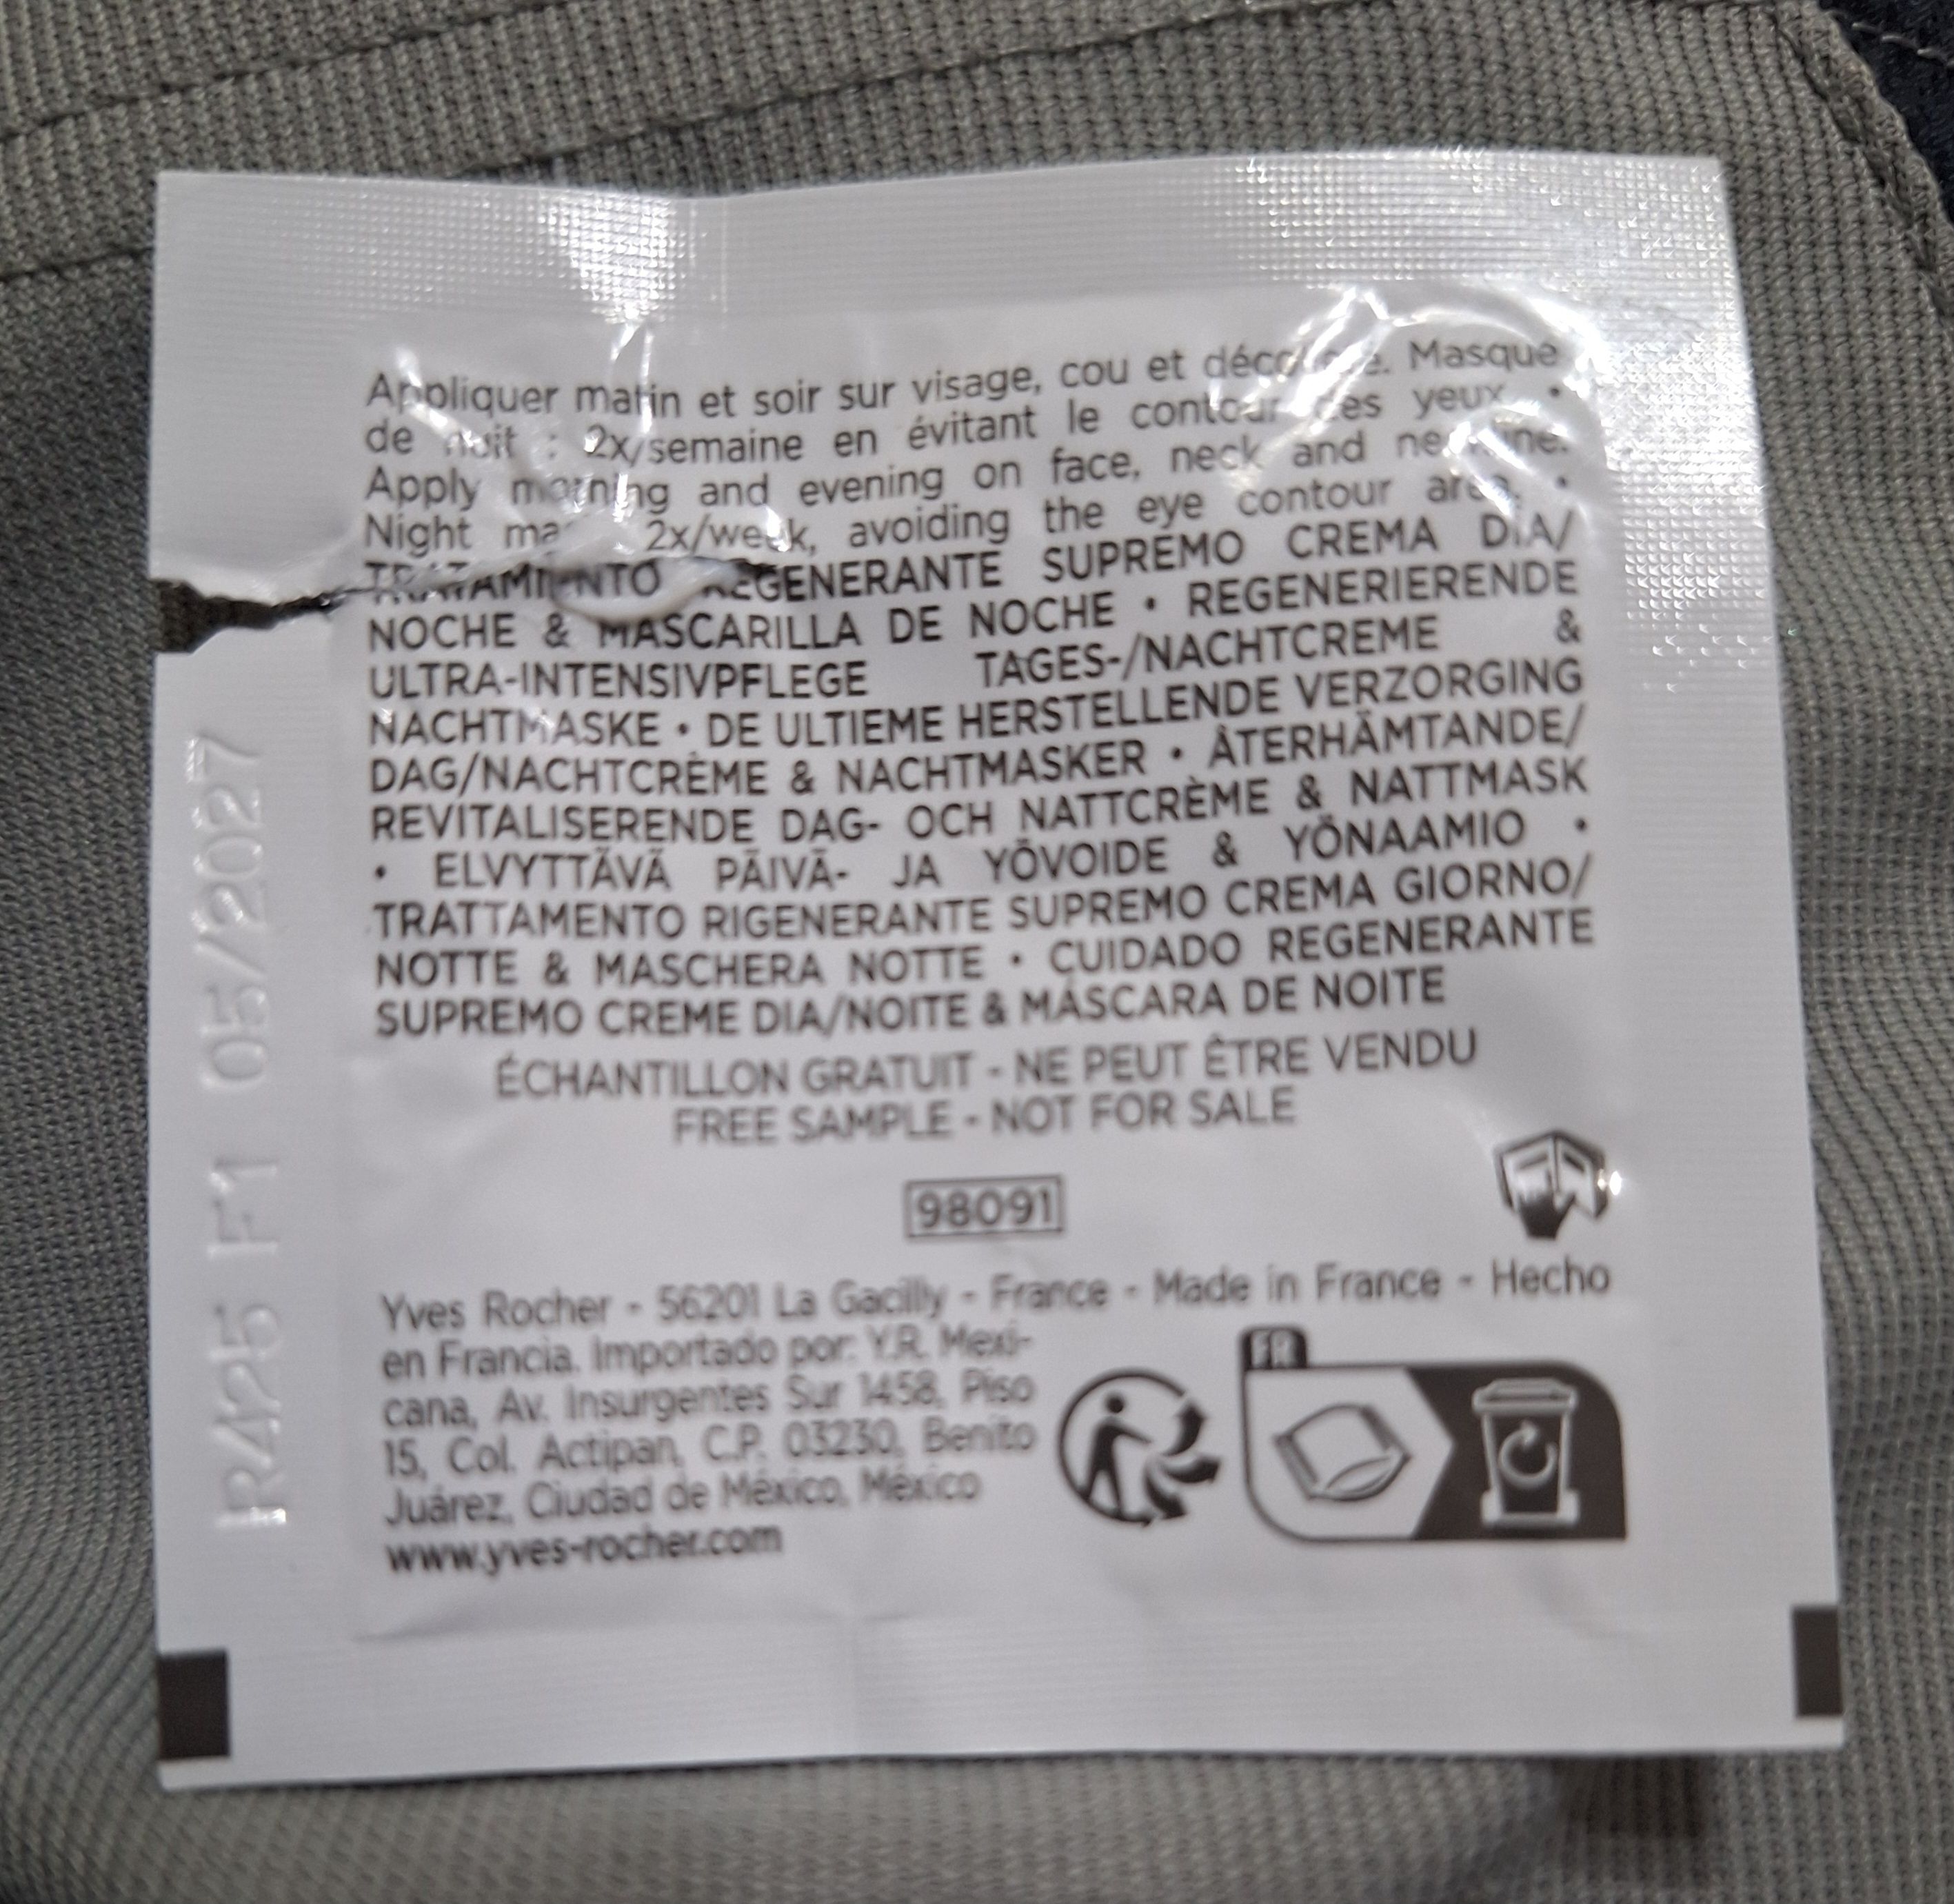 Appliquer matin et soir sur visage, cou et Masque
de nuit : 2x/semaine en évitant le contour des yeux •
Apply morning and evening on face, neck and
Night 2x/week, avoiding the eye contour area. •
TRATAMIENTO REGENERANTE SUPREMO CREMA DIA/
NOCHE & MASCARILLA DE NOCHE • REGENERIERENDE
ULTRA-INTENSIVPFLEGE TAGES-/NACHTCREME &
NACHTMASKE • DE ULTIEME HERSTELLENDE VERZORGING
DAG/NACHTCRÈME & NACHTMASKER • ÅTERHÄMTANDE/
REVITALISERENDE DAG- OCH NATTCRÈME & NATTMASK
• ELVYTTÄVÄ PÄIVÄ- JA YÖVOIDE & YÖNAAMIO •
TRATTAMENTO RIGENERANTE SUPREMO CREMA GIORNO/
NOTTE & MASCHERA NOTTE • CUIDADO REGENERANTE
SUPREMO CREME DIA/NOITE & MÁSCARA DE NOITE
ÉCHANTILLON GRATUIT - NE PEUT ÊTRE VENDU
FREE SAMPLE - NOT FOR SALE
98091
Yves Rocher - 56201 La Gacilly - France - Made in France - Hecho
en Francia. Importado por: Y.R. Mexi-
cana, Av. Insurgentes Sur 1458, Piso
15, Col. Actipan, C.P. 03230, Benito
Juárez, Ciudad de México, México
www.yves-rocher.com
FR
R425 F1 05/2027